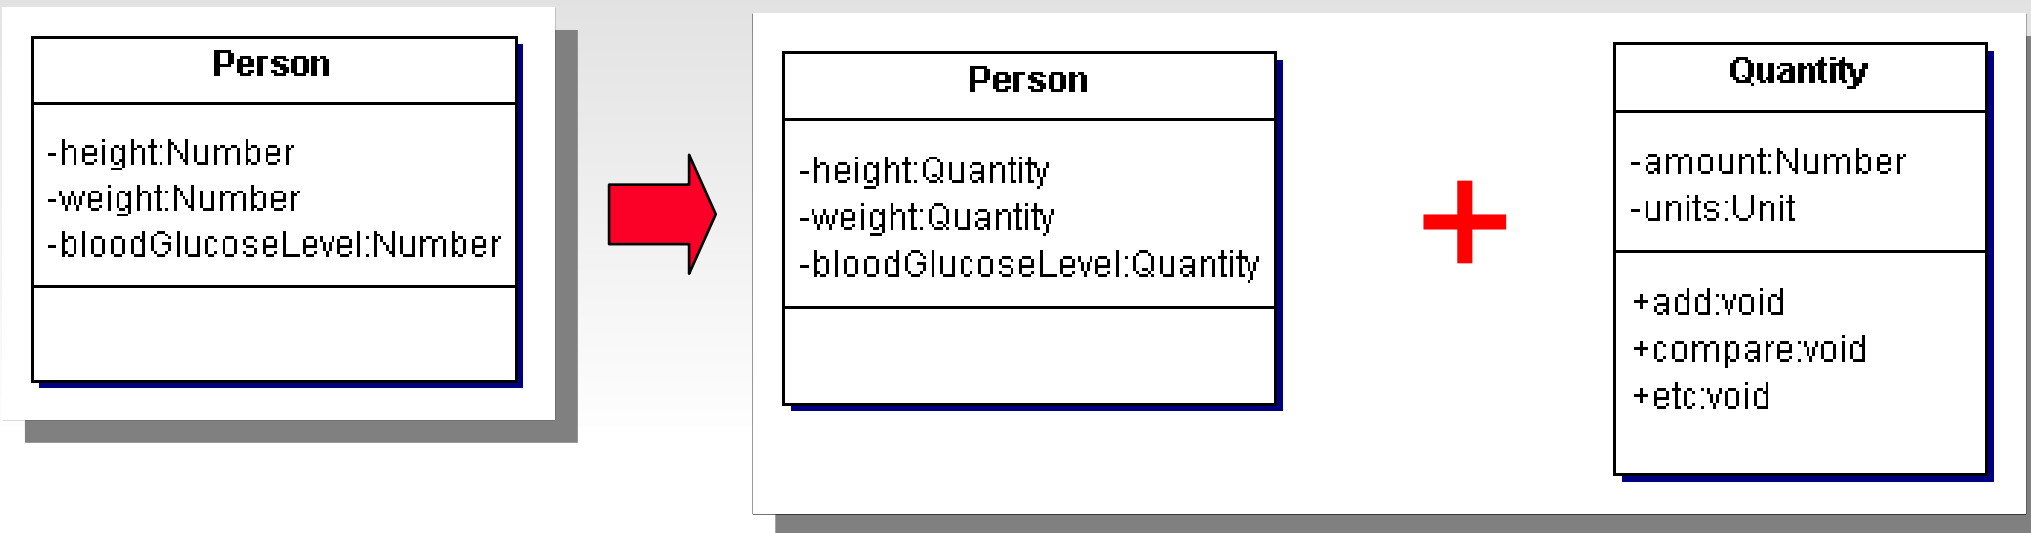 Person
-height:Number
-weight:Number
-bloodGlucoseLevel:Number
Person
-height:Quantity
-weight:Quantity
-bloodGlucoseLevel:Quantity
+
Quantity
-amount:Number
-units:Unit
+add:void
+compare:void
+etc:void